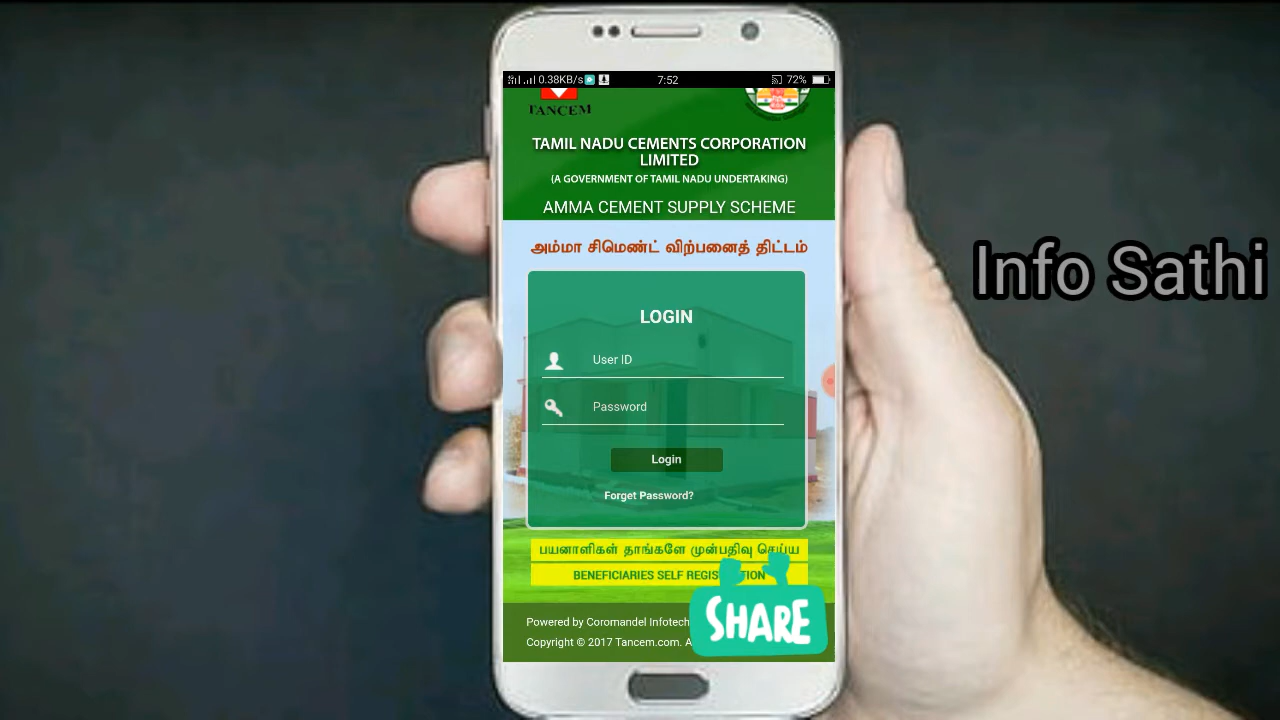 0.38KB/s
7:52
72%
TANCEM
TAMIL NADU CEMENTS CORPORATION
LIMITED
(A GOVERNMENT OF TAMIL NADU UNDERTAKING)
AMMA CEMENT SUPPLY SCHEME
அம்மா சிமெண்ட் விற்பனைத் திட்டம்
Info Sathi
LOGIN
User ID
Password
Login
Forget Password?
பயனாளிகள் தாங்களே முன்பதிவு செய்ய
BENEFICIARIES SELF
SHARE
Powered by Coromandel Infotech
Copyright © 2017 Tancem.com.